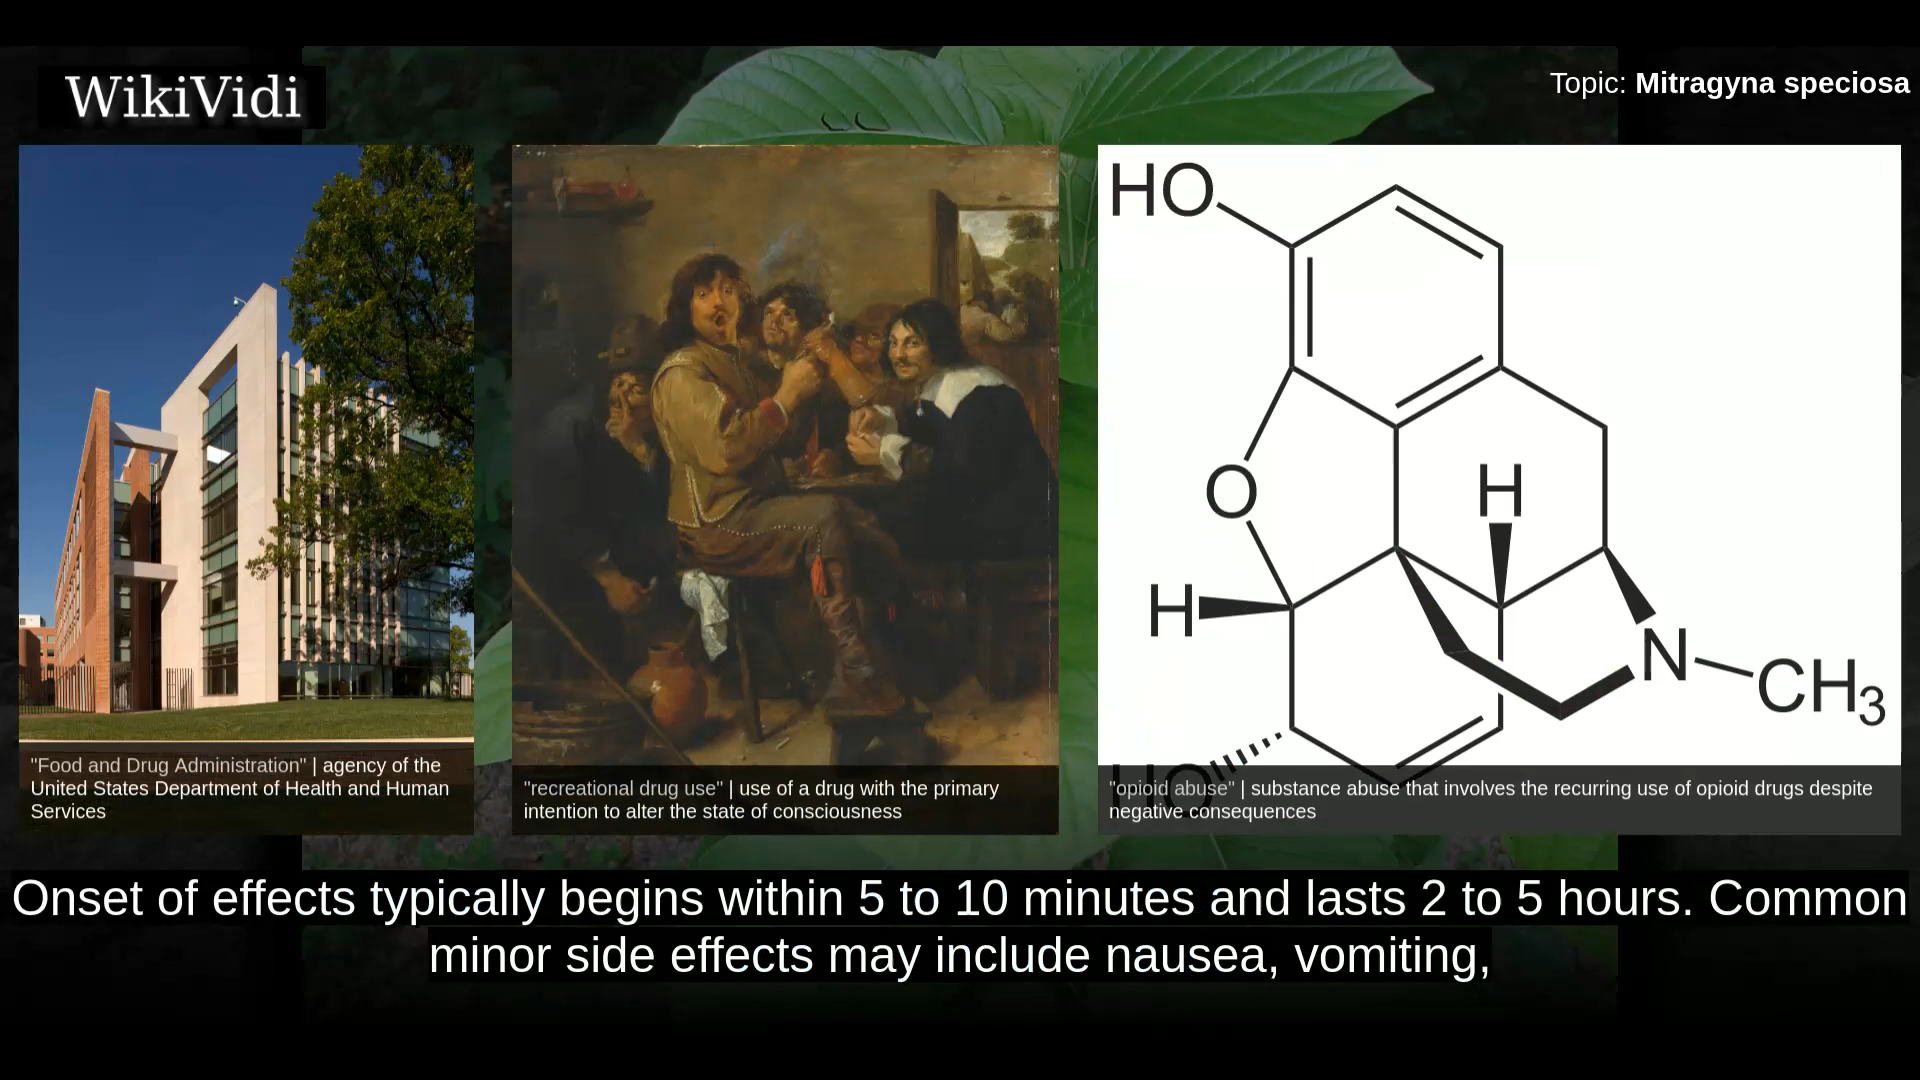 WikiVidi
Topic: Mitragyna speciosa
HO
O
H
H
N
CH3
HO
"Food and Drug Administration" | agency of the
United States Department of Health and Human
Services
"recreational drug use" | use of a drug with the primary
intention to alter the state of consciousness
"opioid abuse" | substance abuse that involves the recurring use of opioid drugs despite
negative consequences
Onset of effects typically begins within 5 to 10 minutes and lasts 2 to 5 hours. Common
minor side effects may include nausea, vomiting,